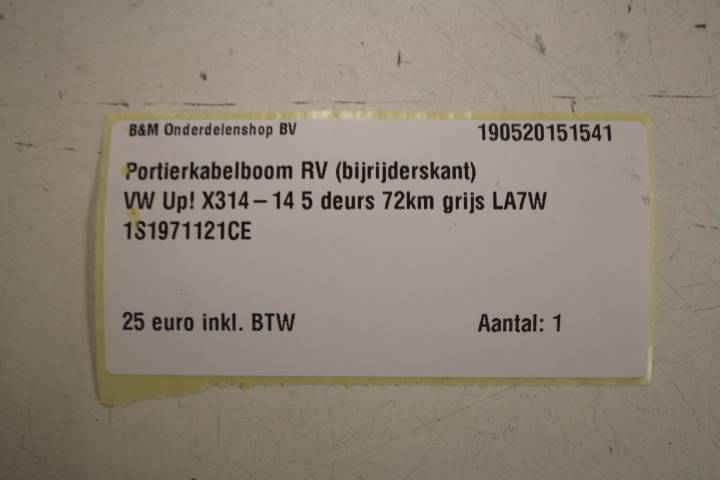 B&M Onderdelenshop BV 190520151541
Portierkabelboom RV (bijrijderskant)
VW Up! X314 – 14 5 deurs 72km grijs LA7W
1S1971121CE
25 euro inkl. BTW Aantal: 1